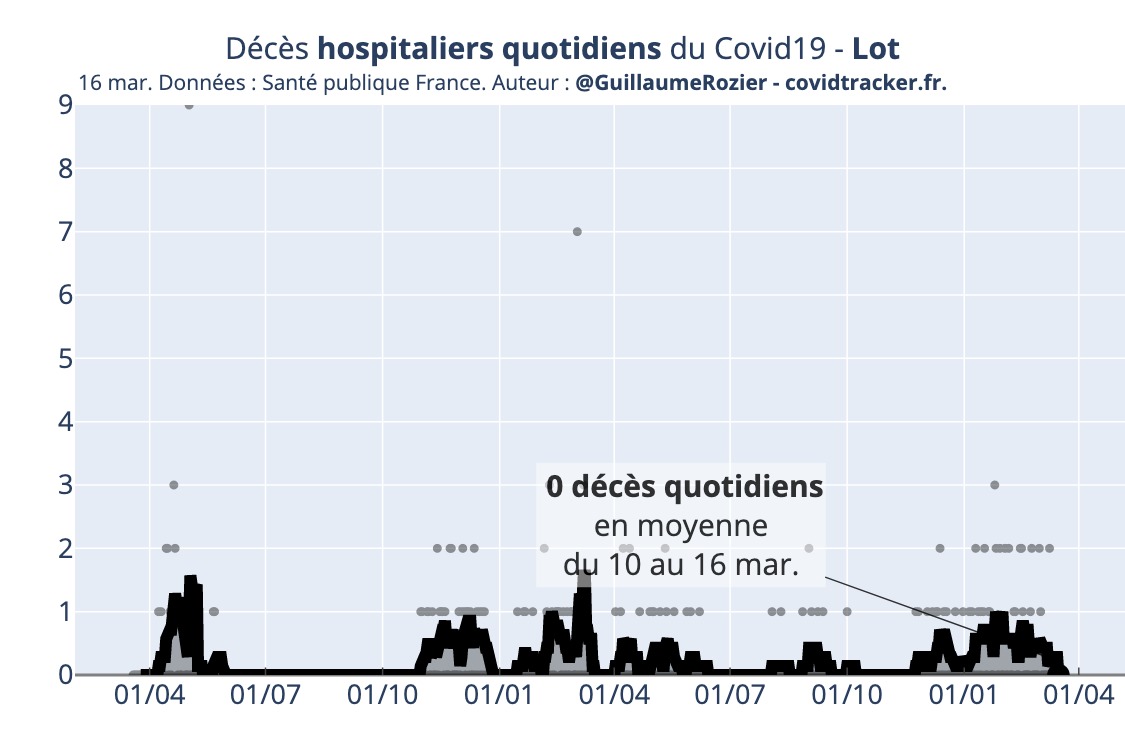 Décès hospitaliers quotidiens du Covid19 - Lot
16 mar. Données : Santé publique France. Auteur : @GuillaumeRozier - covidtracker.fr.
9
8
7
6
5
4
3
2
1
0
0 décès quotidiens
en moyenne
du 10 au 16 mar.
01/04 01/07 01/10 01/01 01/04 01/07 01/10 01/01 01/04